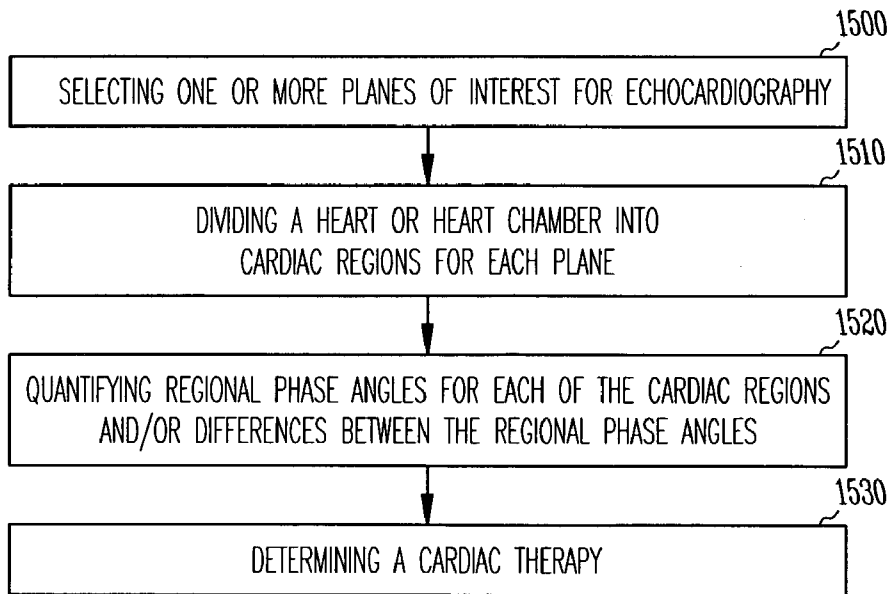 1500
SELECTING ONE OR MORE PLANES OF INTEREST FOR ECHOCARDIOGRAPHY
1510
DIVIDING A HEART OR HEART CHAMBER INTO
CARDIAC REGIONS FOR EACH PLANE
1520
QUANTIFYING REGIONAL PHASE ANGLES FOR EACH OF THE CARDIAC REGIONS
AND/OR DIFFERENCES BETWEEN THE REGIONAL PHASE ANGLES
1530
DETERMINING A CARDIAC THERAPY